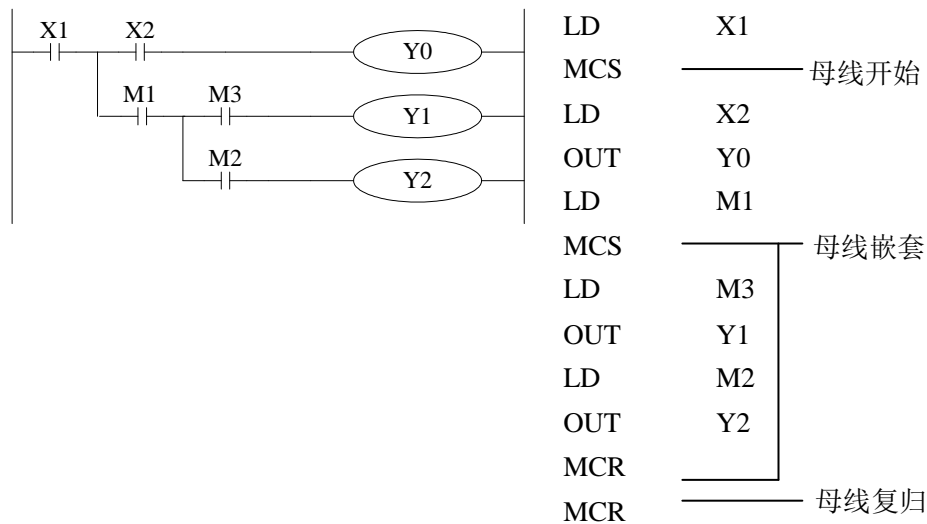 X1 X2 Y0
M1 M3 Y1
M2 Y2
LD X1
MCS 母线开始
LD X2
OUT Y0
LD M1
MCS 母线嵌套
LD M3
OUT Y1
LD M2
OUT Y2
MCR
MCR 母线复归